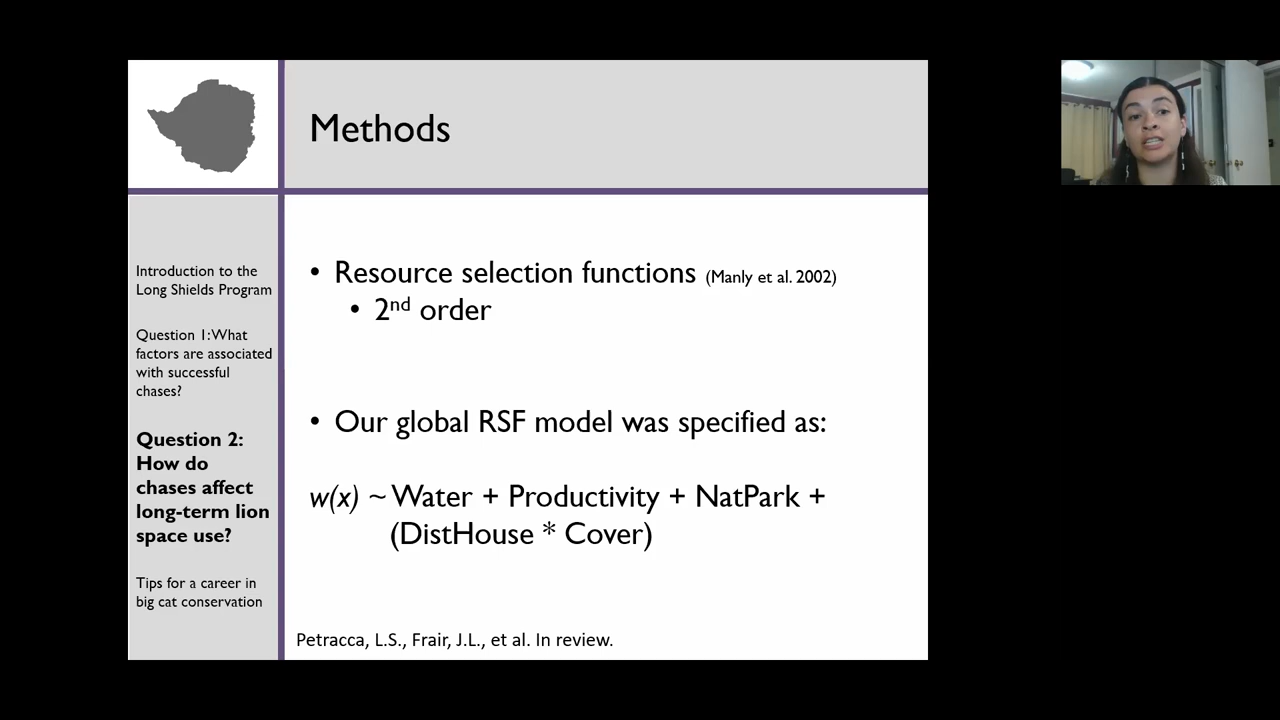 Methods
Introduction to the
Long Shields Program
Question 1: What
factors are associated
with successful
chases?
Question 2:
How do
chases affect
long-term lion
space use?
Tips for a career in
big cat conservation
• Resource selection functions (Manly et al. 2002)
• 2nd order
• Our global RSF model was specified as:
w(x) ~ Water + Productivity + NatPark +
(DistHouse * Cover)
Petracca, L.S., Frair, J.L., et al. In review.